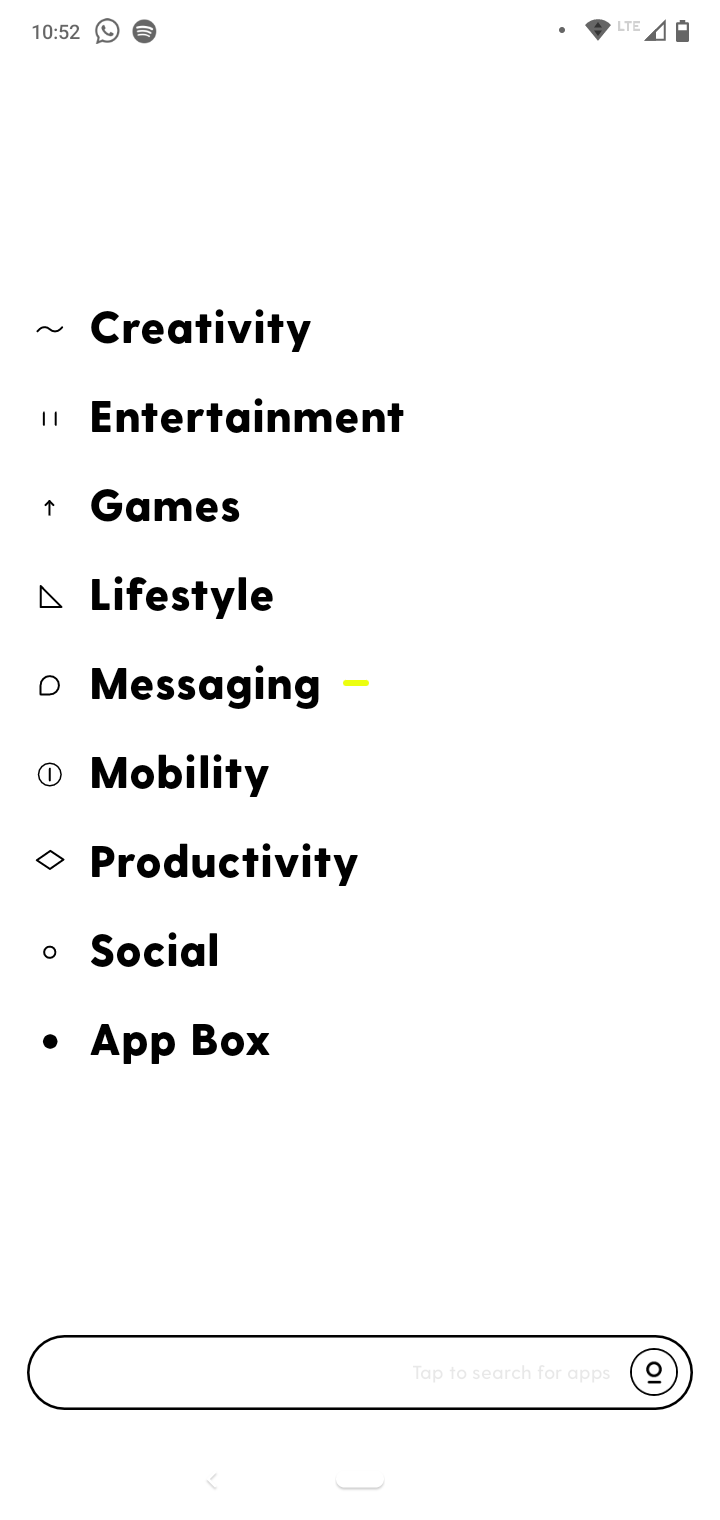 10:52 LTE
Creativity
Entertainment
Games
Lifestyle
Messaging
Mobility
Productivity
Social
App Box
Tap to search for apps